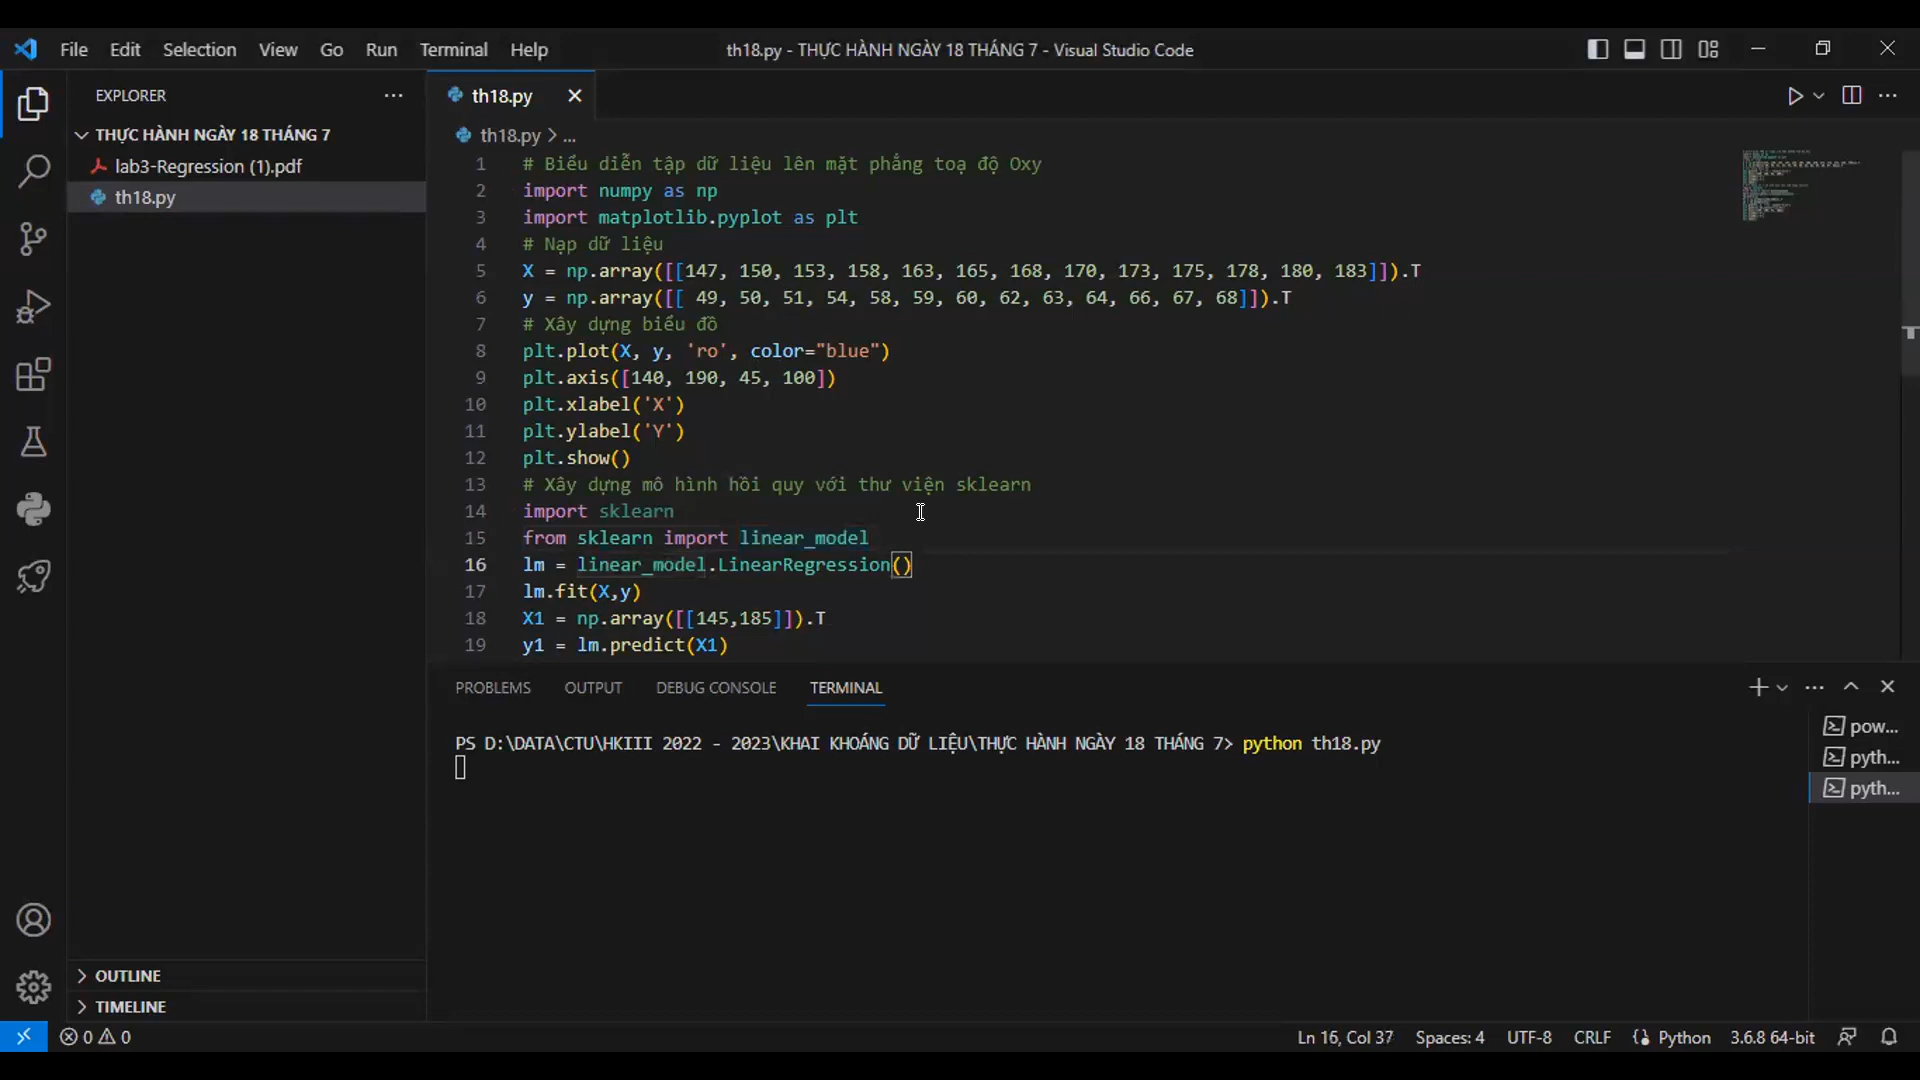 File Edit Selection View Go Run Terminal Help
th18.py - THỰC HÀNH NGÀY 18 THÁNG 7 - Visual Studio Code
EXPLORER
THỰC HÀNH NGÀY 18 THÁNG 7
lab3-Regression (1).pdf
th18.py
th18.py
th18.py > ...
1 # Biểu diễn tập dữ liệu lên mặt phẳng toạ độ Oxy
2 import numpy as np
3 import matplotlib.pyplot as plt
4 # Nạp dữ liệu
5 X = np.array([[147, 150, 153, 158, 163, 165, 168, 170, 173, 175, 178, 180, 183]]).T
6 y = np.array([[ 49, 50, 51, 54, 58, 59, 60, 62, 63, 64, 66, 67, 68]]).T
7 # Xây dựng biểu đồ
8 plt.plot(X, y, 'ro', color="blue")
9 plt.axis([140, 190, 45, 100])
10 plt.xlabel('X')
11 plt.ylabel('Y')
12 plt.show()
13 # Xây dựng mô hình hồi quy với thư viện sklearn
14 import sklearn
15 from sklearn import linear_model
16 lm = linear_model.LinearRegression()
17 lm.fit(X,y)
18 X1 = np.array([[145,185]]).T
19 y1 = lm.predict(X1)
PROBLEMS OUTPUT DEBUG CONSOLE TERMINAL
PS D:\DATA\CTU\HKIII 2022 - 2023\KHAI KHOÁNG DỮ LIỆU\THỰC HÀNH NGÀY 18 THÁNG 7> python th18.py
pow...
pyth...
pyth...
OUTLINE
TIMELINE
0 0
Ln 16, Col 37 Spaces: 4 UTF-8 CRLF Python 3.6.8 64-bit